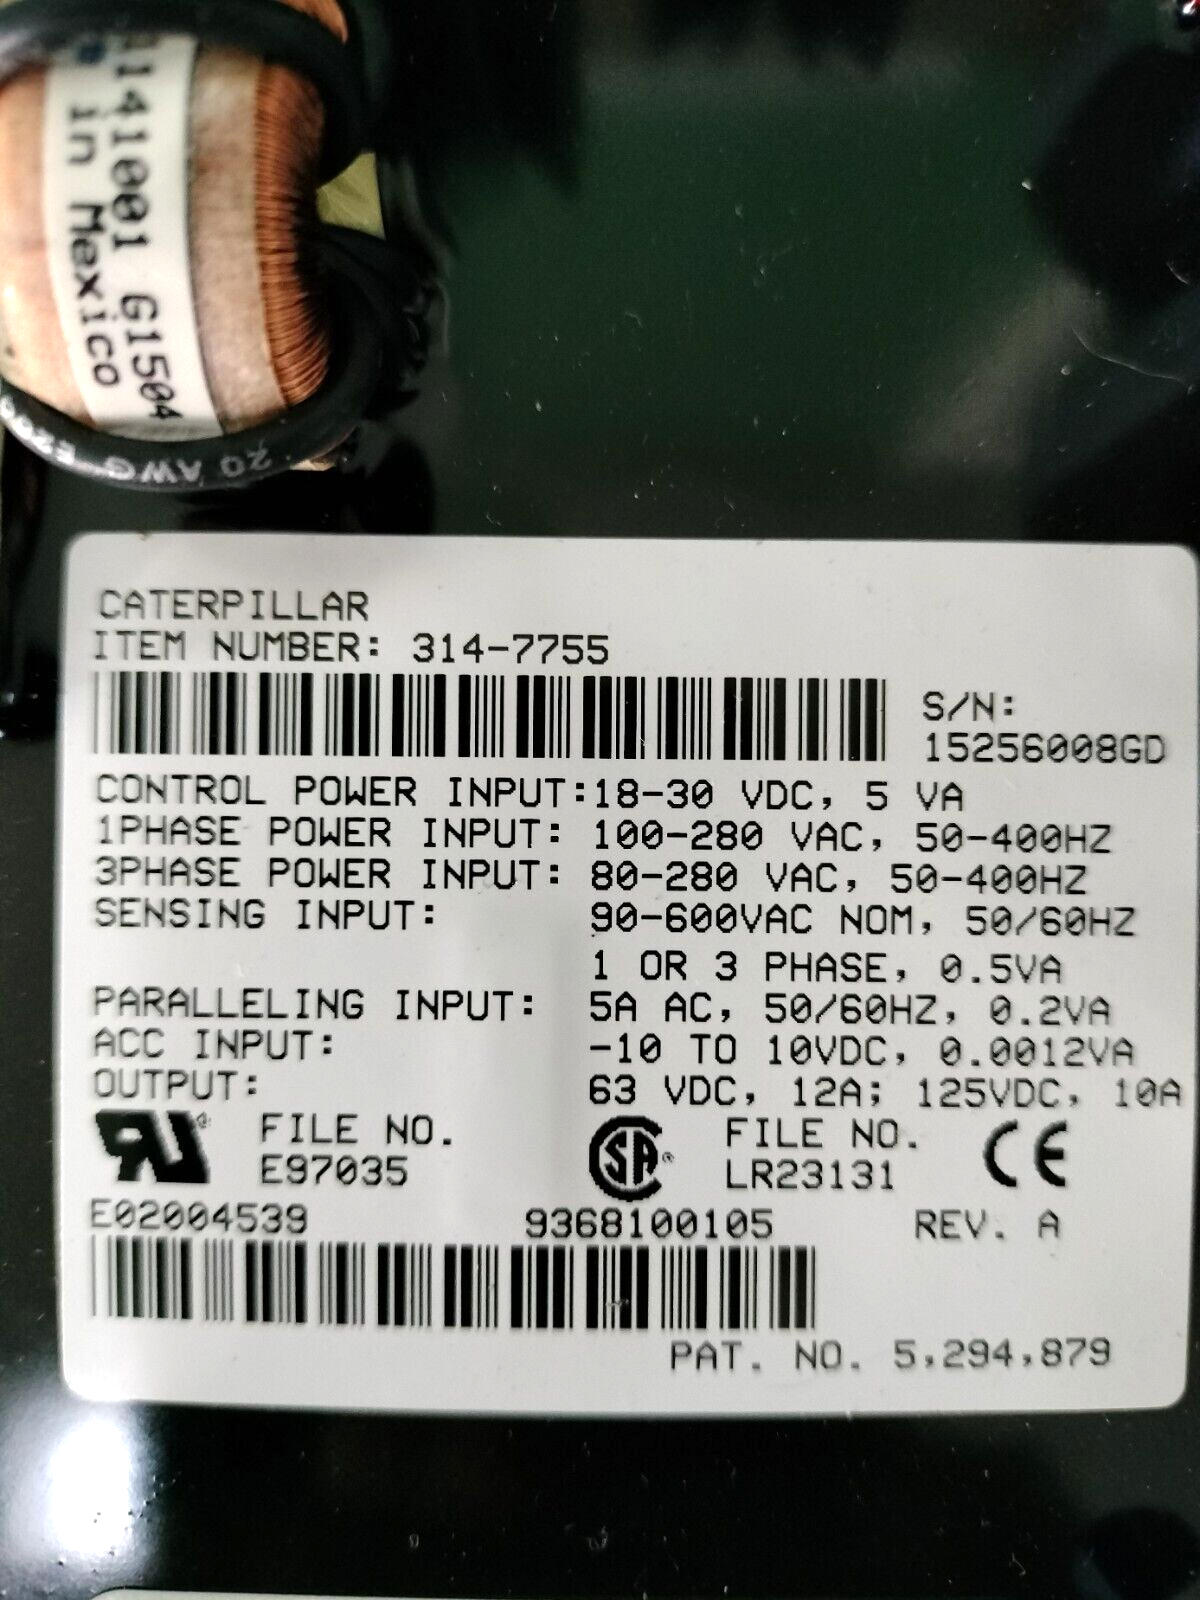 141001 G1504
in Mexico
20 AWG
CATERPILLAR
ITEM NUMBER: 314-7755
S/N:
15256008GD
CONTROL POWER INPUT:18-30 VDC, 5 VA
1PHASE POWER INPUT: 100-280 VAC, 50-400HZ
3PHASE POWER INPUT: 80-280 VAC, 50-400HZ
SENSING INPUT: 90-600VAC NOM, 50/60HZ
1 OR 3 PHASE, 0.5VA
PARALLELING INPUT: 5A AC, 50/60HZ, 0.2VA
ACC INPUT: -10 TO 10VDC, 0.0012VA
OUTPUT: 63 VDC, 12A; 125VDC, 10A
RU® FILE NO. SA® FILE NO. CE
E97035 LR23131
E02004539 9368100105 REV. A
PAT. NO. 5,294,879